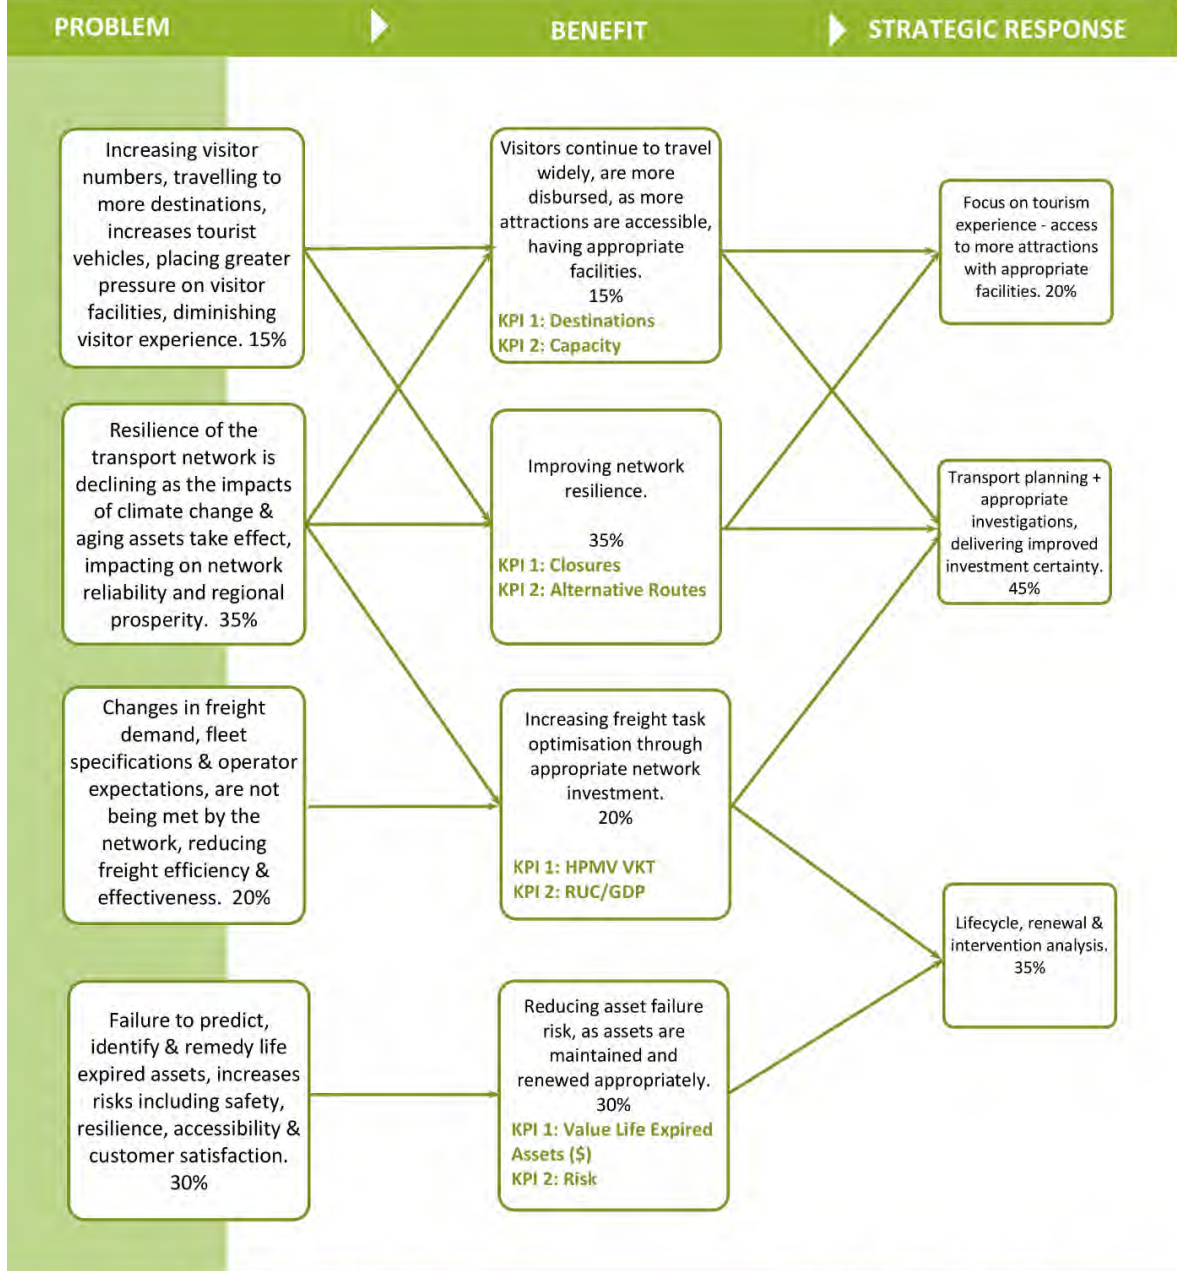 PROBLEM
BENEFIT
STRATEGIC RESPONSE
Increasing visitor
numbers, travelling to
more destinations,
increases tourist
vehicles, placing greater
pressure on visitor
facilities, diminishing
visitor experience. 15%
Visitors continue to travel
widely, are more
disbursed, as more
attractions are accessible,
having appropriate
facilities.
15%
KPI 1: Destinations
KPI 2: Capacity
Focus on tourism
experience - access
to more attractions
with appropriate
facilities. 20%
Resilience of the
transport network is
declining as the impacts
of climate change &
aging assets take effect,
impacting on network
reliability and regional
prosperity. 35%
Improving network
resilience.
35%
KPI 1: Closures
KPI 2: Alternative Routes
Transport planning +
appropriate
investigations,
delivering improved
investment certainty.
45%
Changes in freight
demand, fleet
specifications & operator
expectations, are not
being met by the
network, reducing
freight efficiency &
effectiveness. 20%
Increasing freight task
optimisation through
appropriate network
investment.
20%
KPI 1: HPMV VKT
KPI 2: RUC/GDP
Lifecycle, renewal &
intervention analysis.
35%
Failure to predict,
identify & remedy life
expired assets, increases
risks including safety,
resilience, accessibility &
customer satisfaction.
30%
Reducing asset failure
risk, as assets are
maintained and
renewed appropriately.
30%
KPI 1: Value Life Expired
Assets ($)
KPI 2: Risk